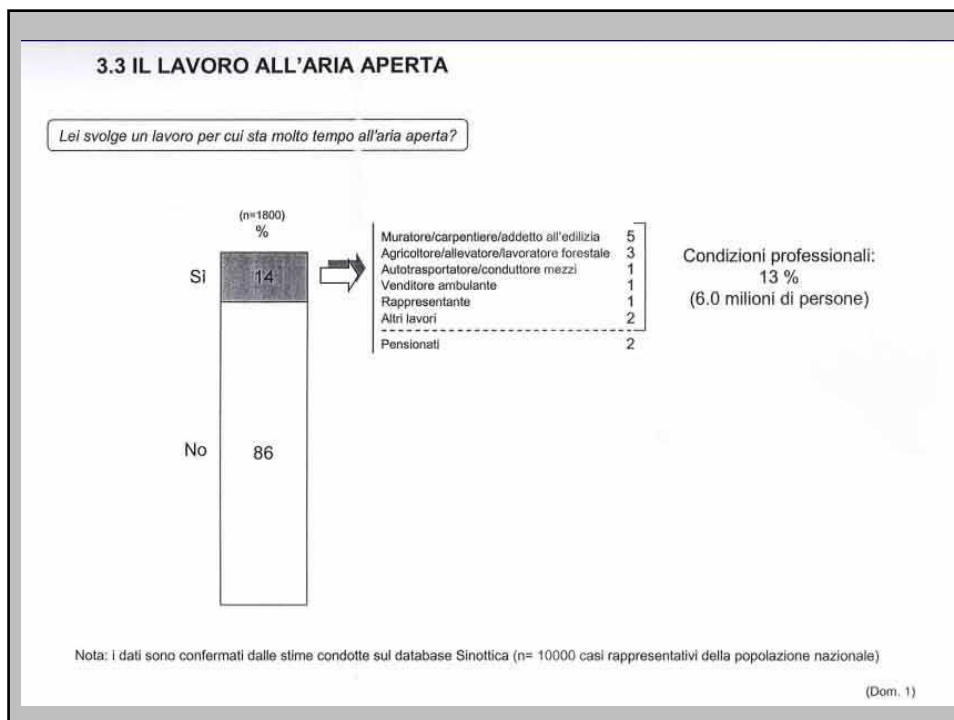 3.3 IL LAVORO ALL'ARIA APERTA
Lei svolge un lavoro per cui sta molto tempo all'aria aperta?
(n=1800)
%
Sì 14
No 86
Muratore/carpentiere/addetto all'edilizia 5
Agricoltore/allevatore/lavoratore forestale 3
Autotrasportatore/conduttore mezzi 1
Venditore ambulante 1
Rappresentante 1
Altri lavori 2
Pensionati 2
Condizioni professionali:
13 %
(6.0 milioni di persone)
Nota: i dati sono confermati dalle stime condotte sul database Sinottica (n= 10000 casi rappresentativi della popolazione nazionale)
(Dom. 1)